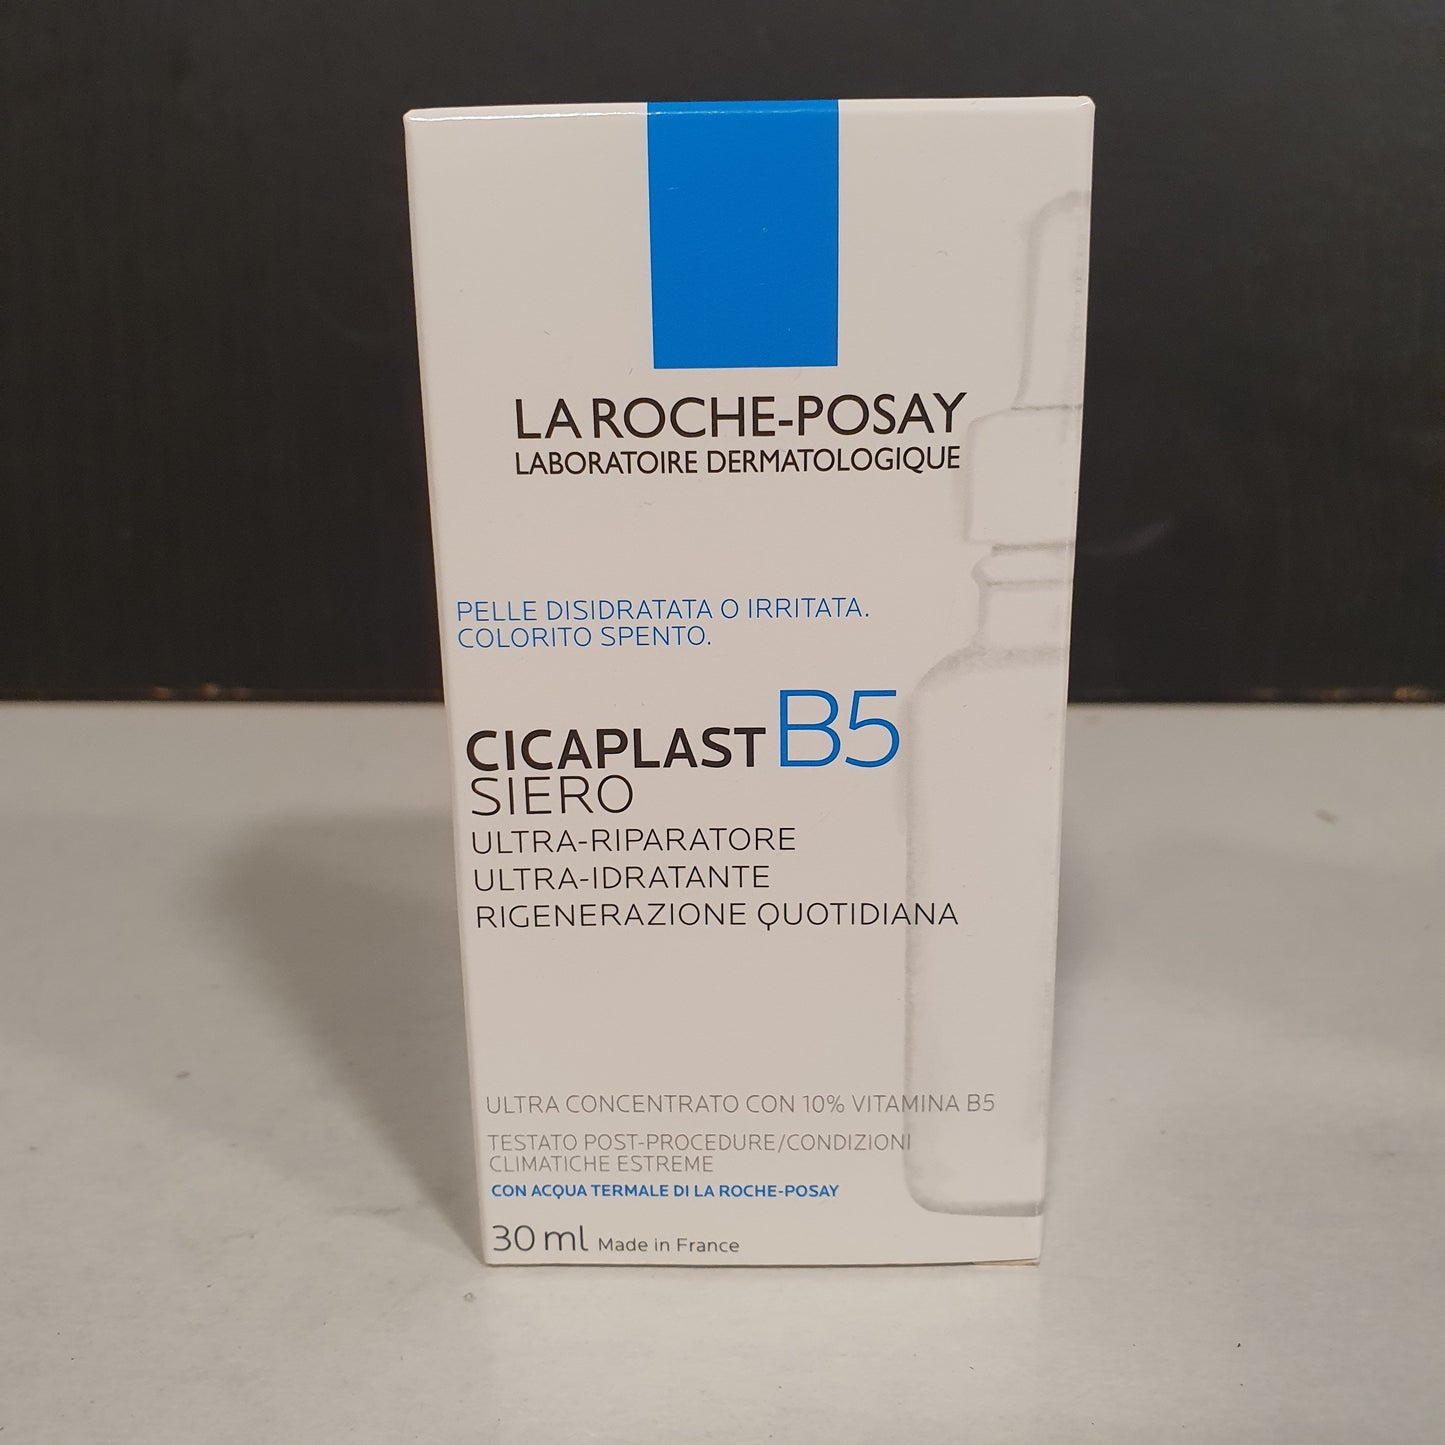 LA ROCHE-POSAY
LABORATOIRE DERMATOLOGIQUE
PELLE DISIDRATATA O IRRITATA.
COLORITO SPENTO.
CICAPLAST B5
SIERO
ULTRA-RIPARATORE
ULTRA-IDRATANTE
RIGENERAZIONE QUOTIDIANA
ULTRA CONCENTRATO CON 10% VITAMINA B5
TESTATO POST-PROCEDURE/CONDIZIONI
CLIMATICHE ESTREME
CON ACQUA TERMALE DI LA ROCHE-POSAY
30 ml Made in France